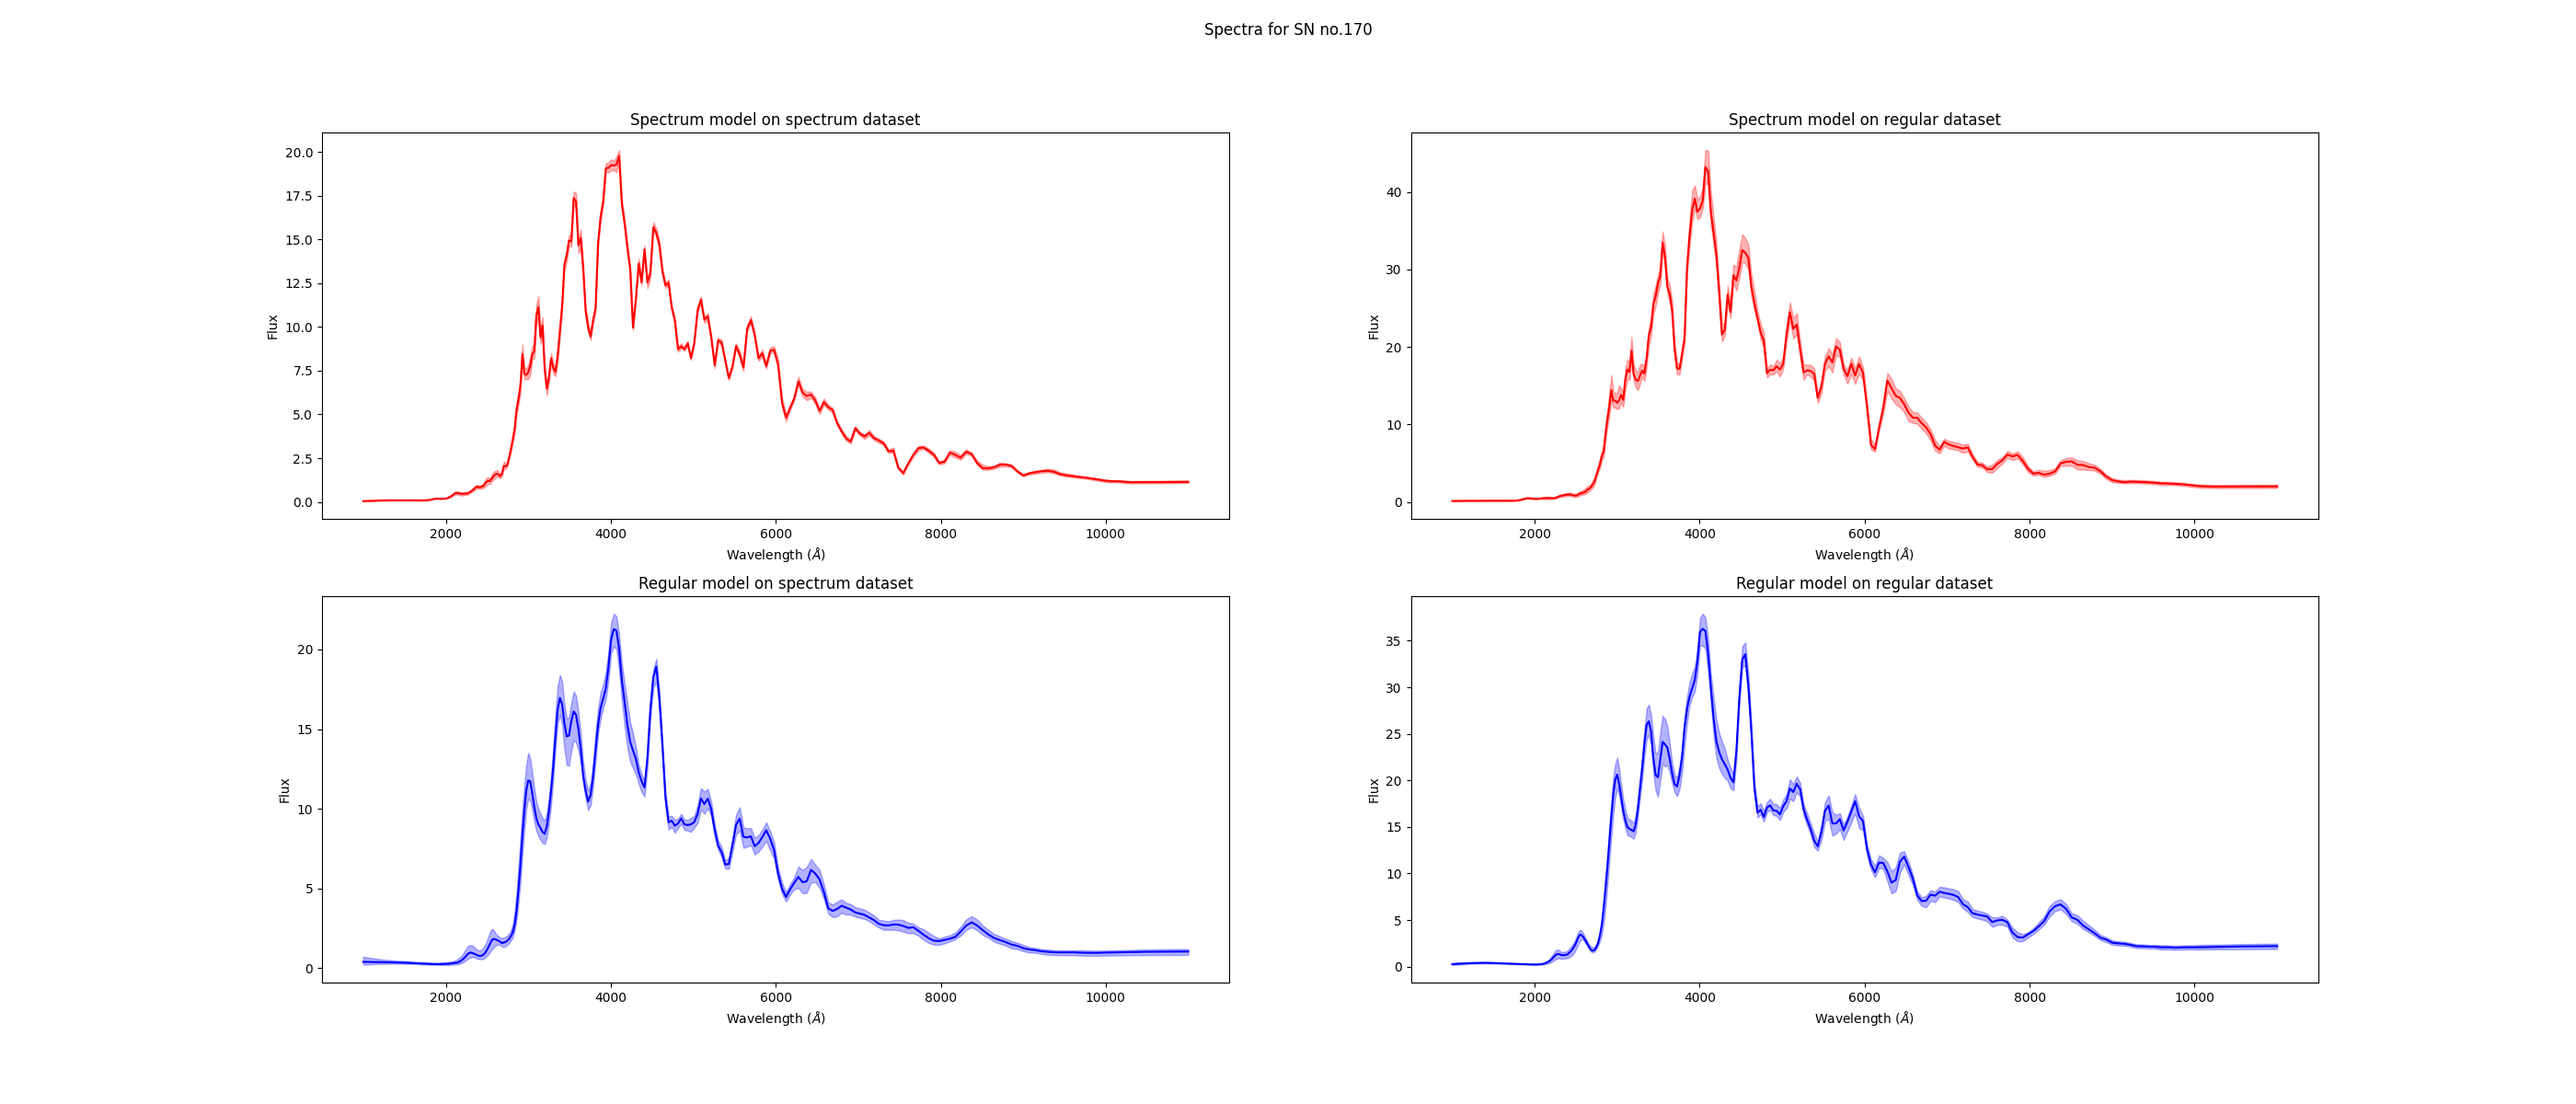 Spectra for SN no.170
Spectrum model on spectrum dataset
20.0
17.5
15.0
12.5
10.0
7.5
5.0
2.5
0.0
Flux
2000 4000 6000 8000 10000
Wavelength (Å)
Spectrum model on regular dataset
40
30
20
10
0
Flux
2000 4000 6000 8000 10000
Wavelength (Å)
Regular model on spectrum dataset
20
15
10
5
0
Flux
2000 4000 6000 8000 10000
Wavelength (Å)
Regular model on regular dataset
35
30
25
20
15
10
5
0
Flux
2000 4000 6000 8000 10000
Wavelength (Å)